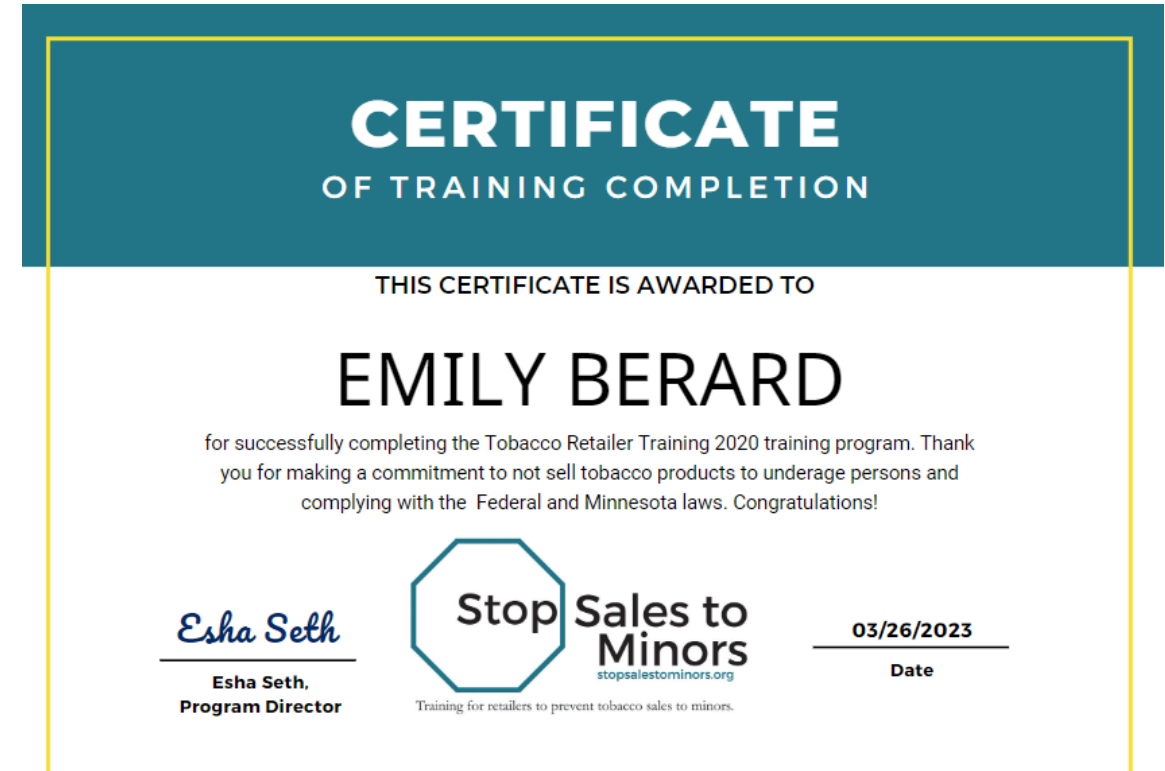 CERTIFICATE
OF TRAINING COMPLETION
THIS CERTIFICATE IS AWARDED TO
EMILY BERARD
for successfully completing the Tobacco Retailer Training 2020 training program. Thank
you for making a commitment to not sell tobacco products to underage persons and
complying with the Federal and Minnesota laws. Congratulations!
Esha Seth
Esha Seth,
Program Director
Stop Sales to
Minors
stopsalestominors.org
Training for retailers to prevent tobacco sales to minors.
03/26/2023
Date